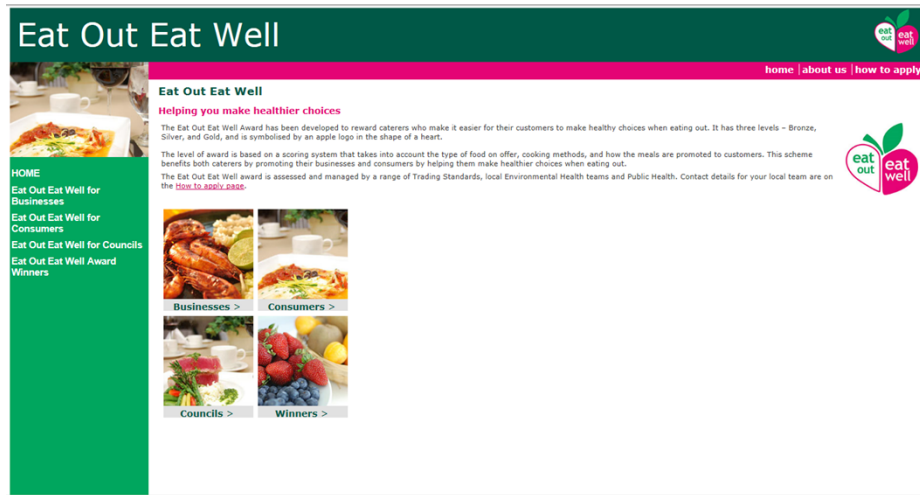 Eat Out Eat Well
eat
out
eat
well
home | about us | how to apply
Eat Out Eat Well
Helping you make healthier choices
The Eat Out Eat Well Award has been developed to reward caterers who make it easier for their customers to make healthy choices when eating out. It has three levels – Bronze,
Silver, and Gold, and is symbolised by an apple logo in the shape of a heart.
The level of award is based on a scoring system that takes into account the type of food on offer, cooking methods, and how the meals are promoted to customers. This scheme
benefits both caterers by promoting their businesses and consumers by helping them make healthier choices when eating out.
The Eat Out Eat Well award is assessed and managed by a range of Trading Standards, local Environmental Health teams and Public Health. Contact details for your local team are on
the How to apply page.
eat
out
eat
well
HOME
Eat Out Eat Well for
Businesses
Eat Out Eat Well for
Consumers
Eat Out Eat Well for Councils
Eat Out Eat Well Award
Winners
Businesses >
Consumers >
Councils >
Winners >